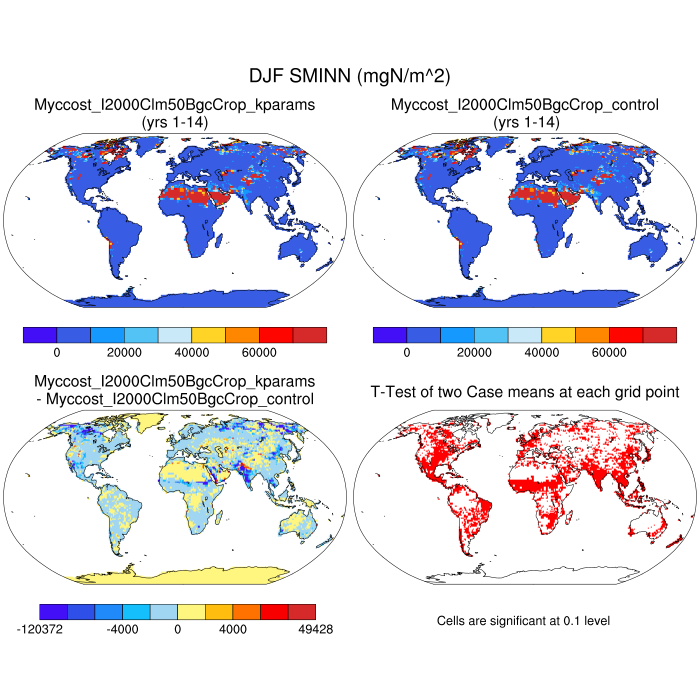 DJF SMINN (mgN/m^2)
Myccost_I2000Clm50BgcCrop_kparams
(yrs 1-14)
Myccost_I2000Clm50BgcCrop_control
(yrs 1-14)
0 20000 40000 60000
0 20000 40000 60000
Myccost_I2000Clm50BgcCrop_kparams
- Myccost_I2000Clm50BgcCrop_control
T-Test of two Case means at each grid point
-120372 -4000 0 4000 49428
Cells are significant at 0.1 level